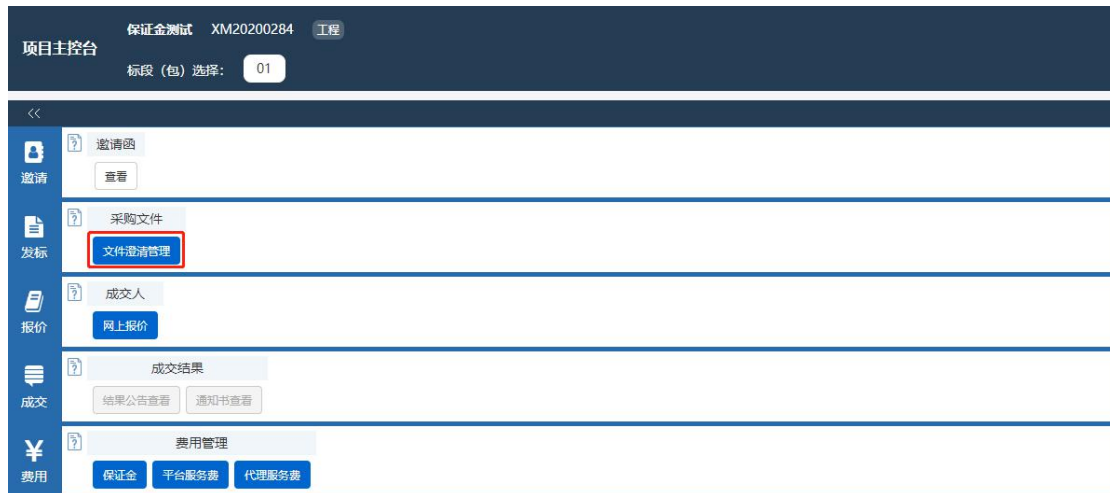 项目主控台
保证金测试 XM20200284 工程
标段（包）选择： 01
<<
邀请
邀请函
查看
发标
采购文件
文件澄清管理
报价
成交人
网上报价
成交
成交结果
结果公告查看 通知书查看
费用
费用管理
保证金 平台服务费 代理服务费